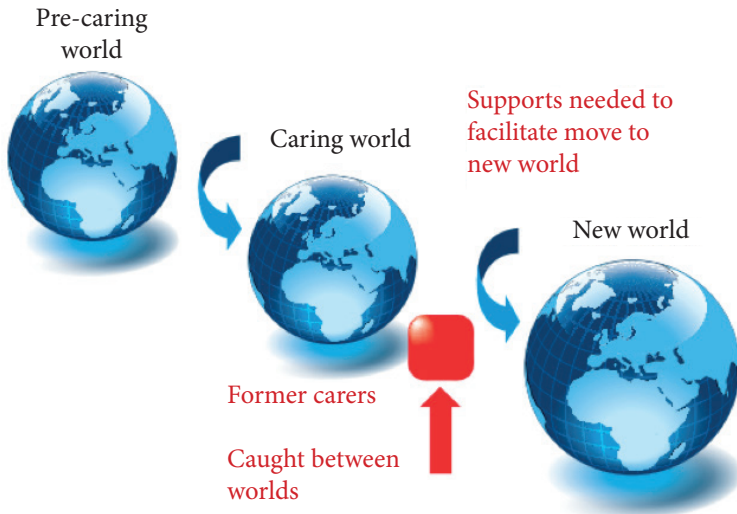 Pre-caring
world
Caring world
Supports needed to
facilitate move to
new world
New world
Former carers
Caught between
worlds